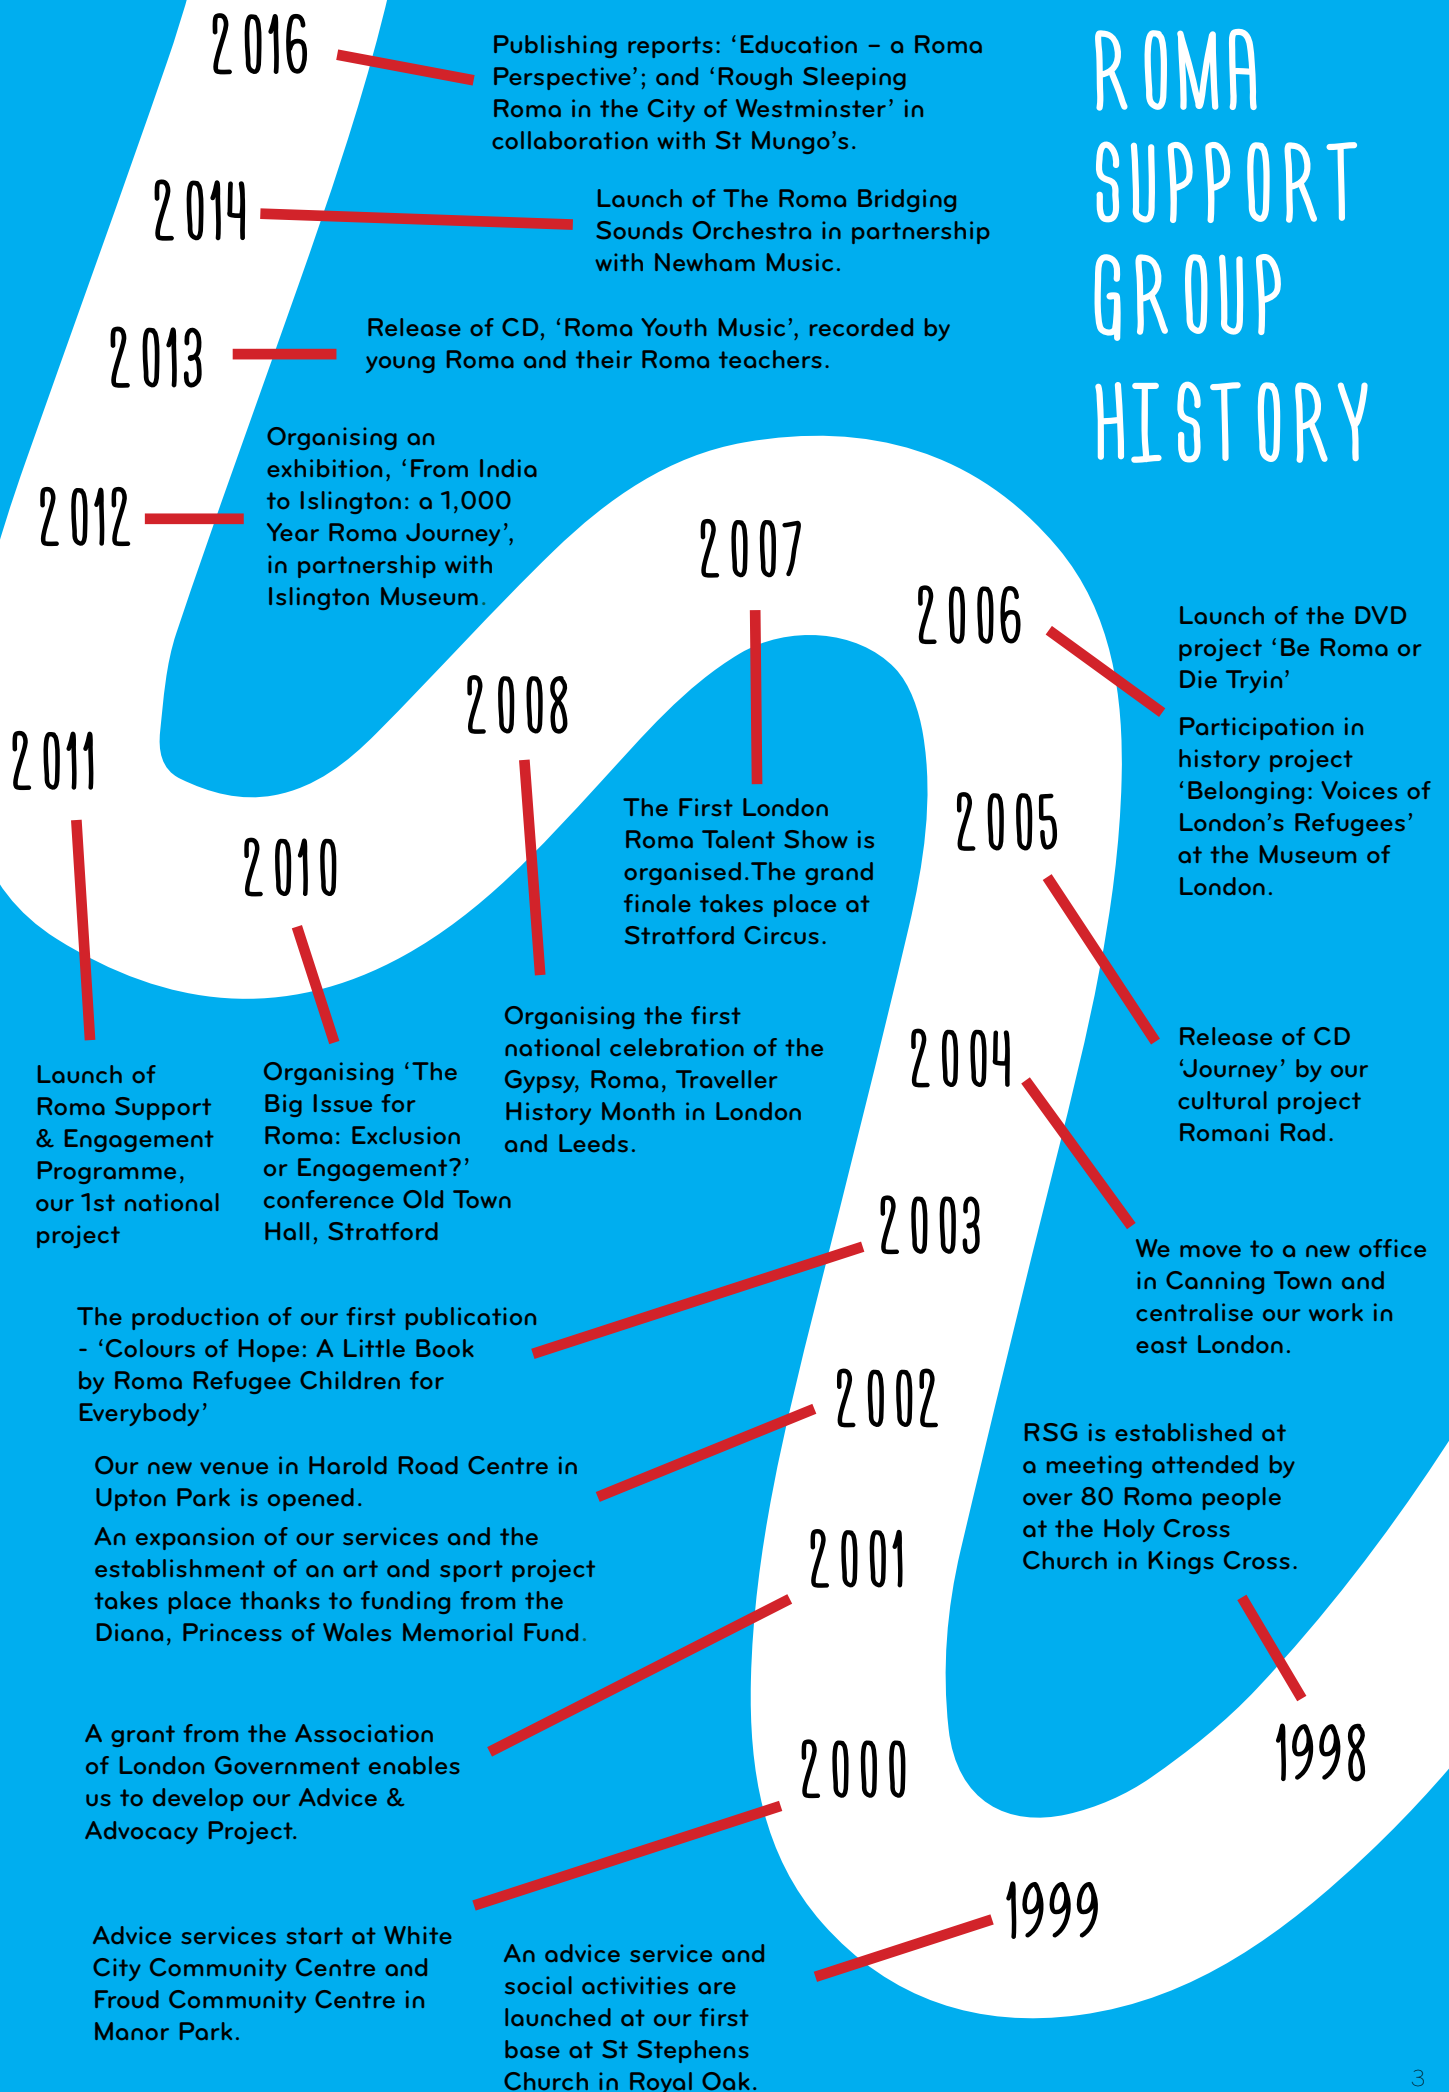 ROMA
SUPPORT
GROUP
HISTORY
2016
Publishing reports: ‘Education – a Roma
Perspective’; and ‘Rough Sleeping
Roma in the City of Westminster’ in
collaboration with St Mungo’s.
2014
Launch of The Roma Bridging
Sounds Orchestra in partnership
with Newham Music.
2013
Release of CD, ‘Roma Youth Music’, recorded by
young Roma and their Roma teachers.
2012
Organising an
exhibition, ‘From India
to Islington: a 1,000
Year Roma Journey’,
in partnership with
Islington Museum.
2011
Launch of
Roma Support
& Engagement
Programme,
our 1st national
project
2010
Organising ‘The
Big Issue for
Roma: Exclusion
or Engagement?’
conference Old Town
Hall, Stratford
2008
Organising the first
national celebration of the
Gypsy, Roma, Traveller
History Month in London
and Leeds.
2007
The First London
Roma Talent Show is
organised.The grand
finale takes place at
Stratford Circus.
2006
Launch of the DVD
project ‘Be Roma or
Die Tryin’
Participation in
history project
‘Belonging: Voices of
London’s Refugees’
at the Museum of
London.
2005
Release of CD
‘Journey’ by our
cultural project
Romani Rad.
2004
We move to a new office
in Canning Town and
centralise our work in
east London.
2003
The production of our first publication
- ‘Colours of Hope: A Little Book
by Roma Refugee Children for
Everybody’
2002
Our new venue in Harold Road Centre in
Upton Park is opened.
An expansion of our services and the
establishment of an art and sport project
takes place thanks to funding from the
Diana, Princess of Wales Memorial Fund.
2001
A grant from the Association
of London Government enables
us to develop our Advice &
Advocacy Project.
2000
Advice services start at White
City Community Centre and
Froud Community Centre in
Manor Park.
1999
An advice service and
social activities are
launched at our first
base at St Stephens
Church in Royal Oak.
1998
RSG is established at
a meeting attended by
over 80 Roma people
at the Holy Cross
Church in Kings Cross.
3